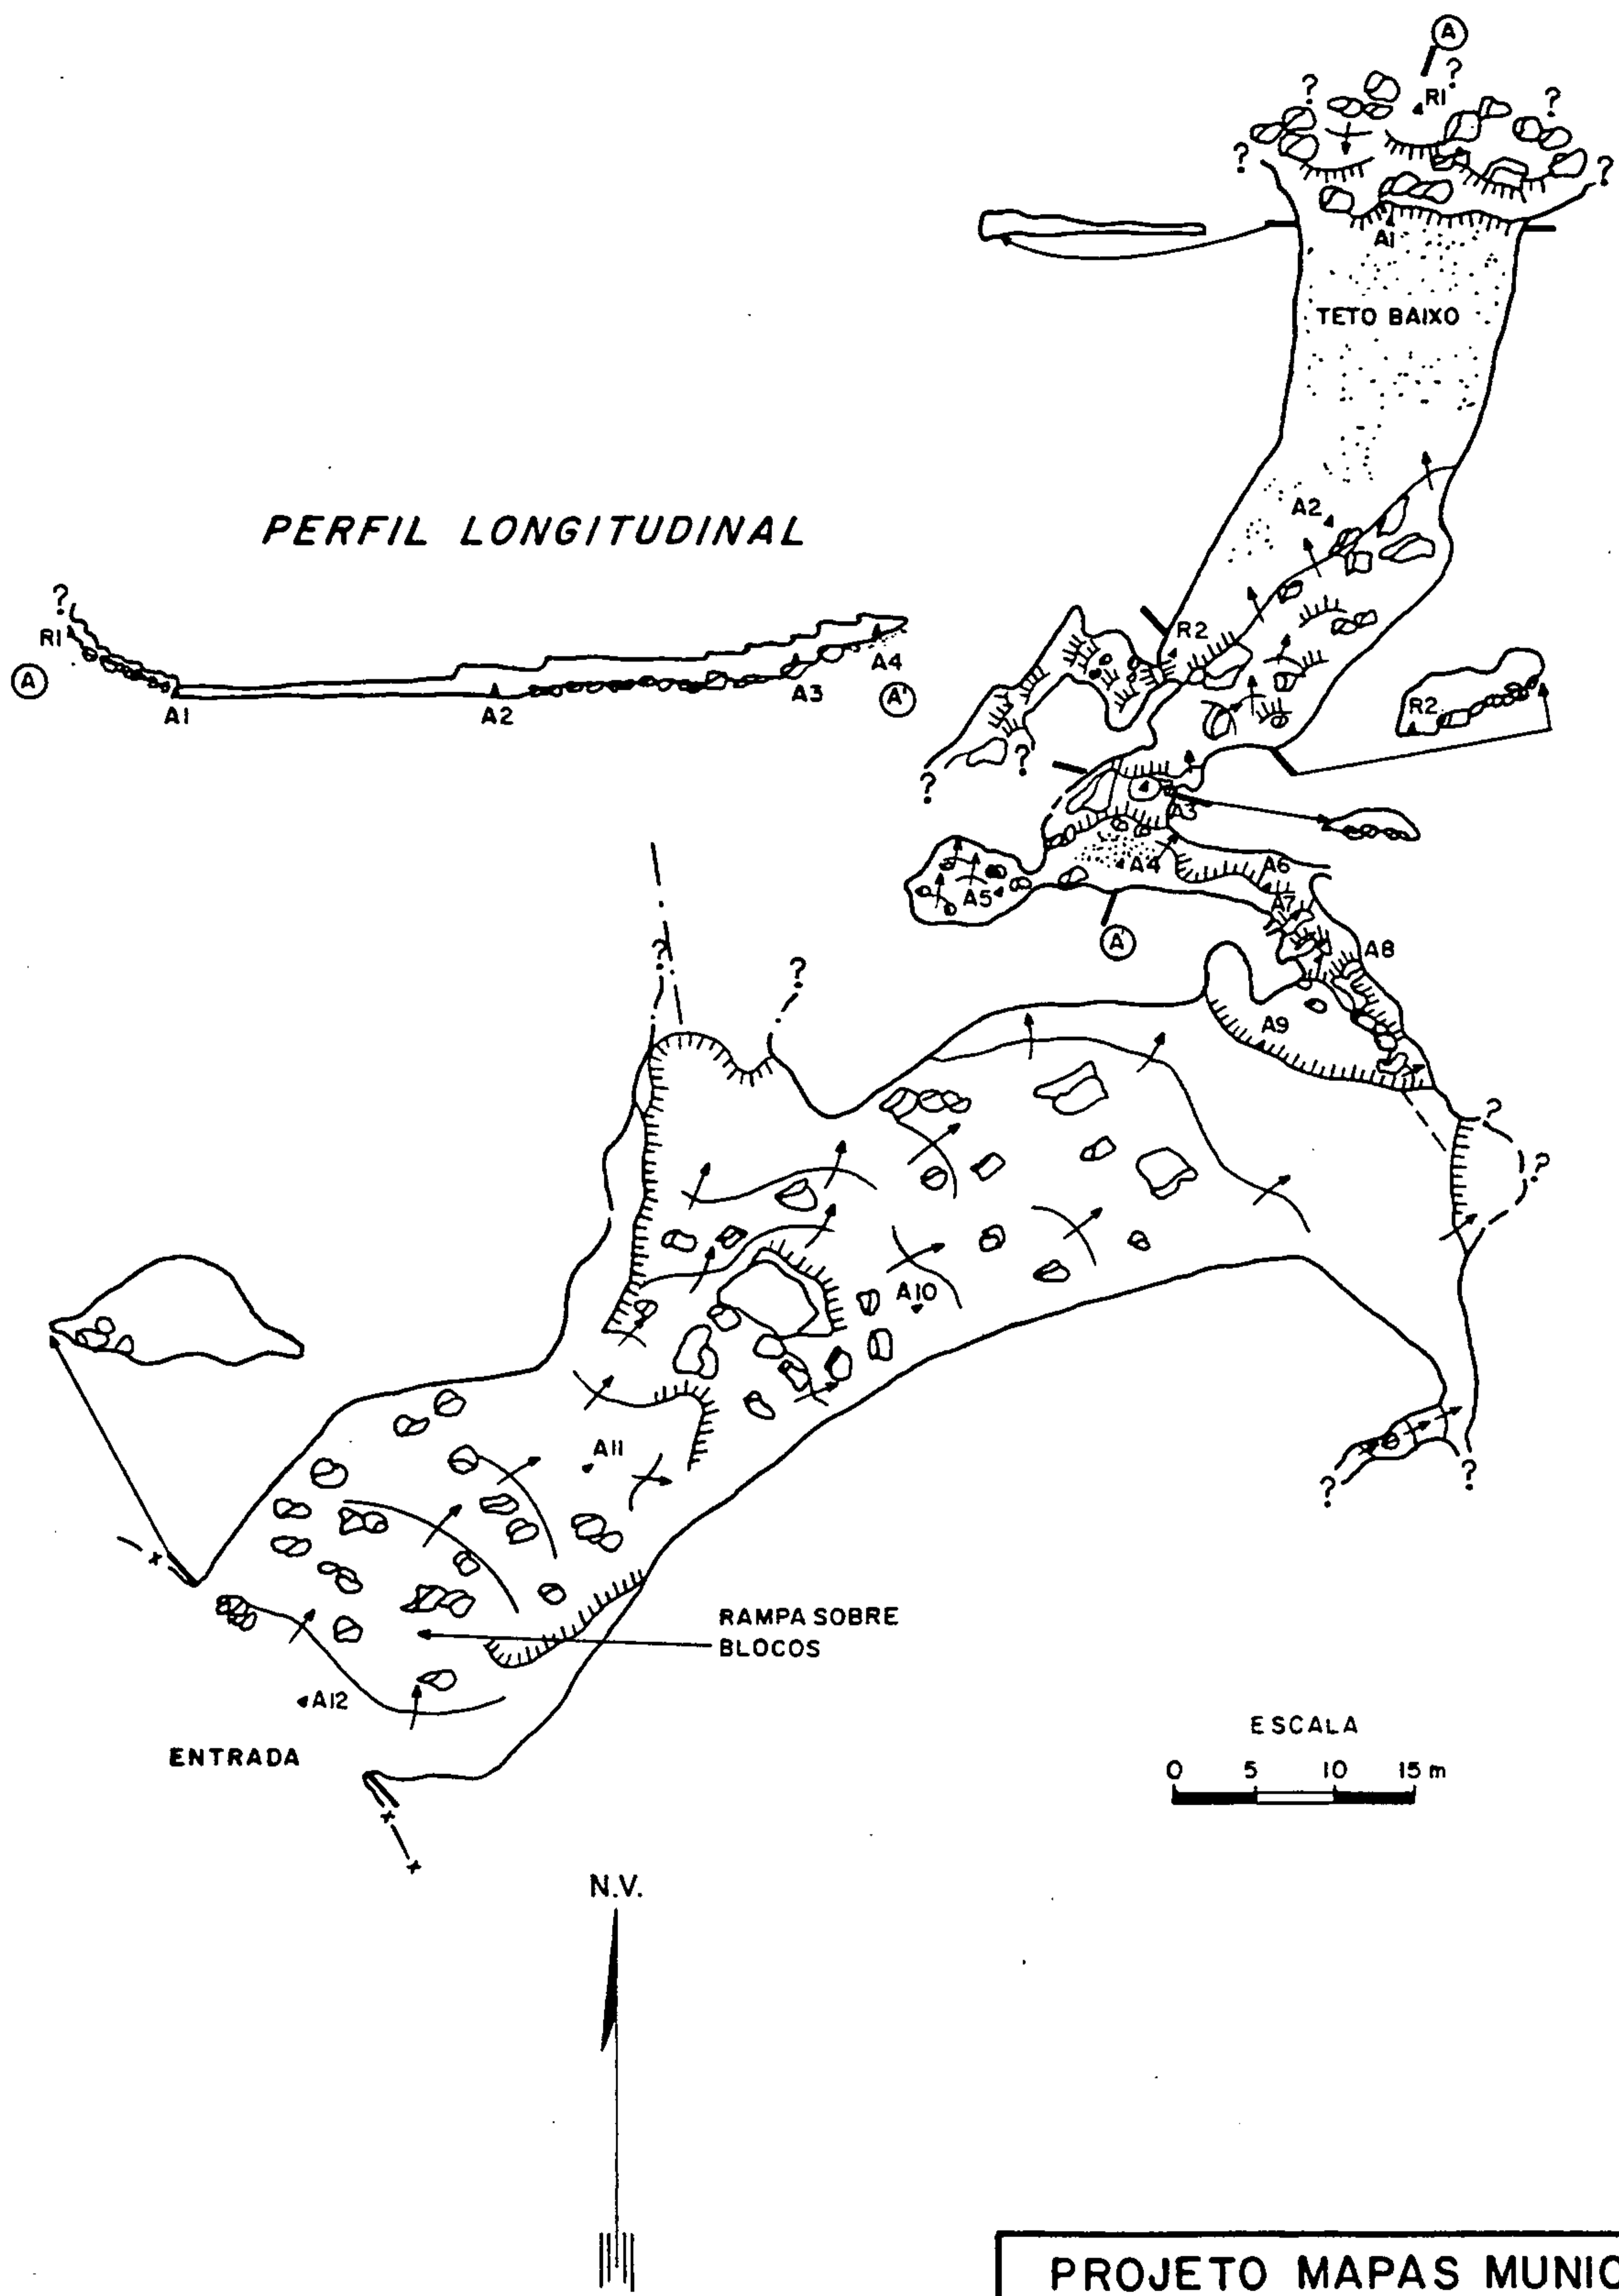 A
?
?
R1
?
?
?
A1
TETO BAIXO
A2
PERFIL LONGITUDINAL
?
R1
A
A1
A2
A3
A4
A'
R2
R2
?
?
A3
A4
A6
A5
A7
A'
A8
?
?
A9
?
?
A10
A11
?
?
RAMPA SOBRE
BLOCOS
A12
ENTRADA
ESCALA
0 5 10 15 m
N.V.
PROJETO MAPAS MUNIC